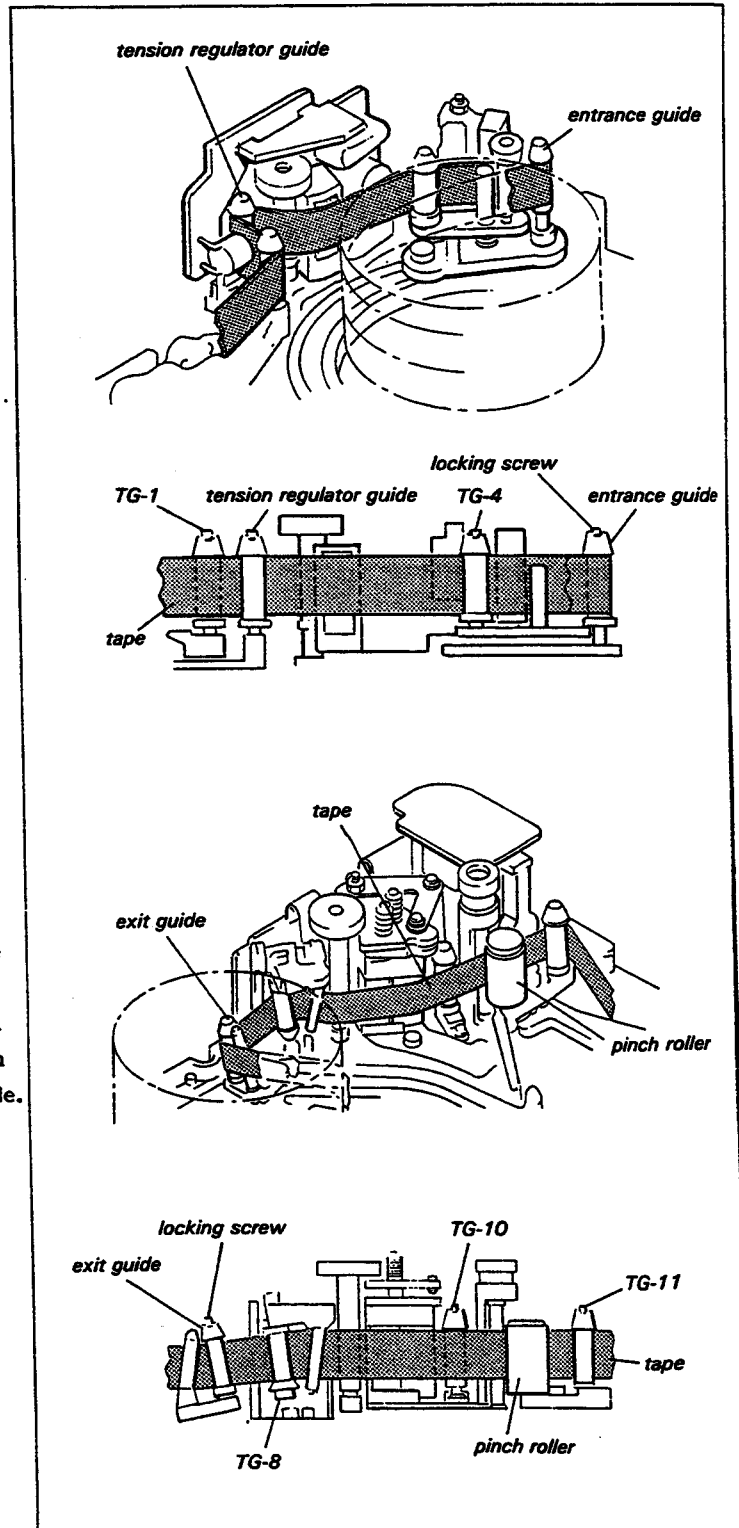 tension regulator guide
entrance guide
locking screw
TG-1 tension regulator guide TG-4 entrance guide
tape
tape
exit guide
pinch roller
locking screw TG-10
exit guide TG-11
tape
pinch roller
TG-8